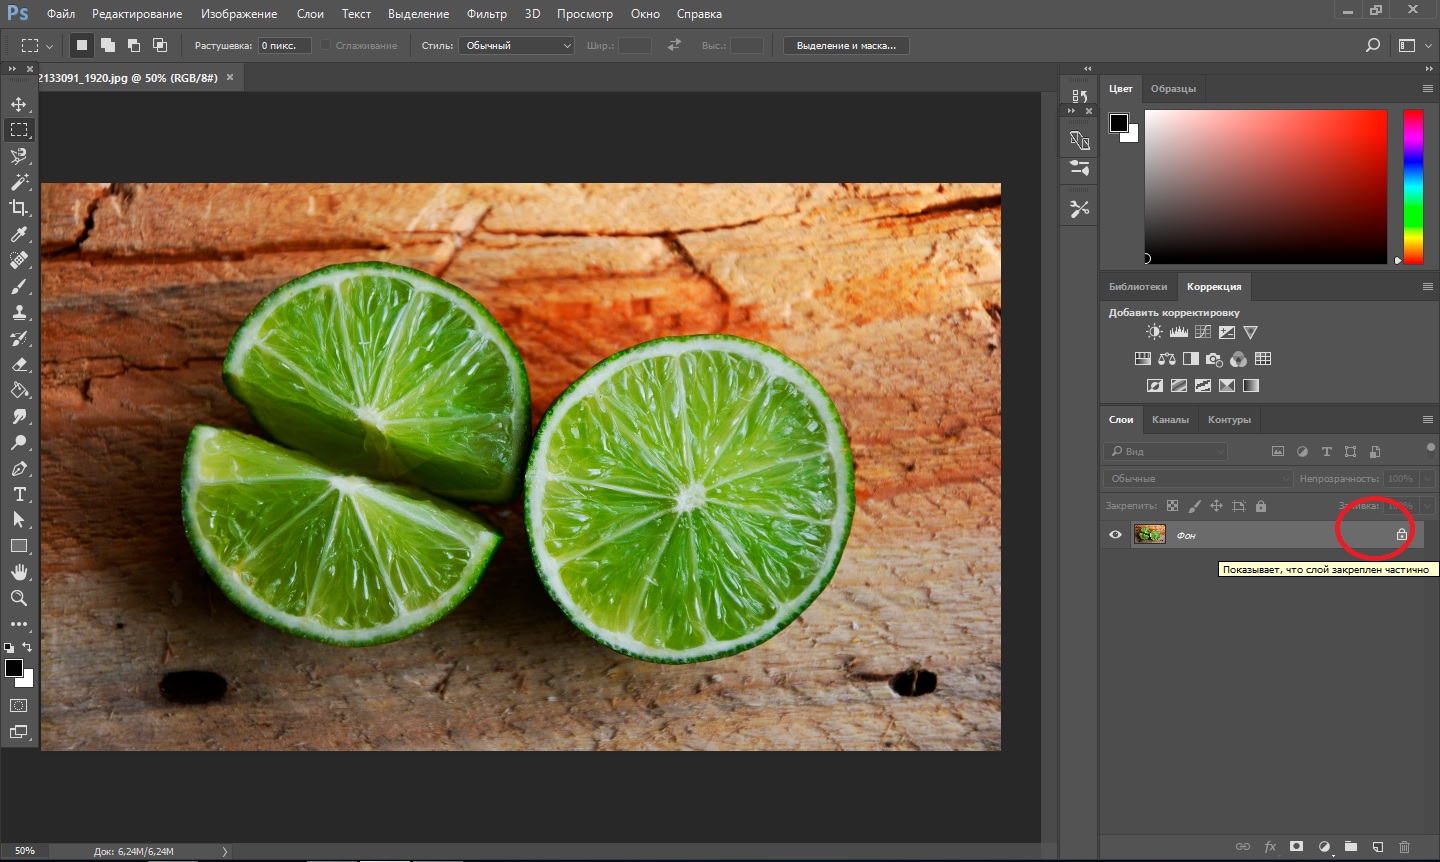 Ps Файл Редактирование Изображение Слои Текст Выделение Фильтр 3D Просмотр Окно Справка
Растушевка: 0 пикс. Сглаживание Стиль: Обычный Шир.: Выс.: Выделение и маска...
2133091_1920.jpg @ 50% (RGB/8#) ×
Цвет Образцы
Библиотеки Коррекция
Добавить корректировку
Слои Каналы Контуры
Вид
Обычные Непрозрачность: 100%
Закрепить: Заливка: 100%
Фон
Показывает, что слой закреплен частично
fx
50% Док: 6,24M/6,24M